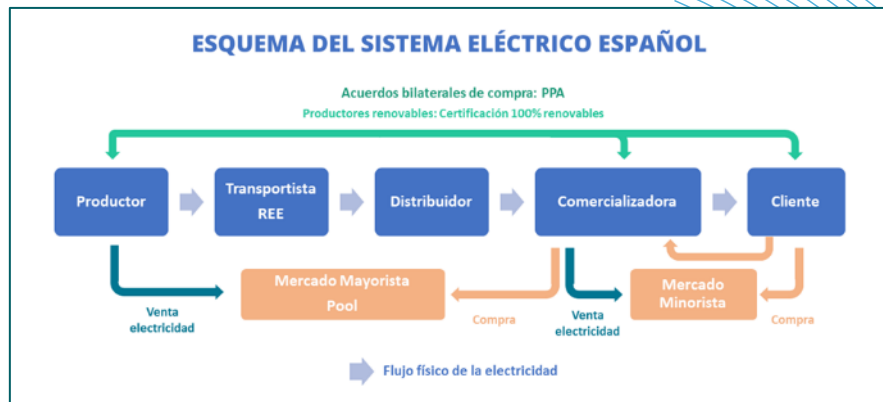 ESQUEMA DEL SISTEMA ELÉCTRICO ESPAÑOL
Acuerdos bilaterales de compra: PPA
Productores renovables: Certificación 100% renovables
Productor
Transportista
REE
Distribuidor
Comercializadora
Cliente
Mercado Mayorista
Pool
Mercado
Minorista
Venta
electricidad
Compra
Venta
electricidad
Compra
Flujo físico de la electricidad